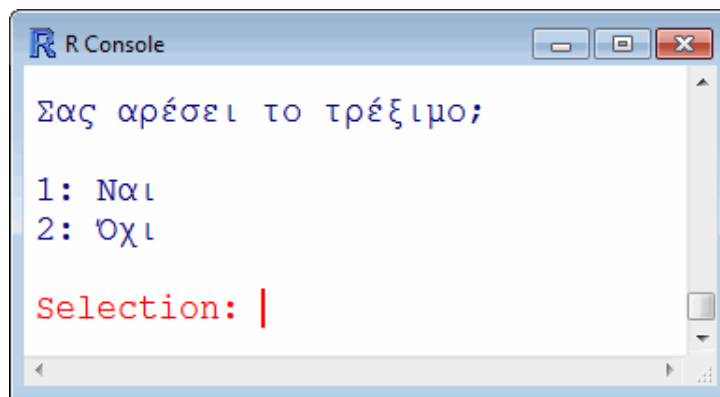 R Console
Σας αρέσει το τρέξιμο;
1: Ναι
2: Όχι
Selection: